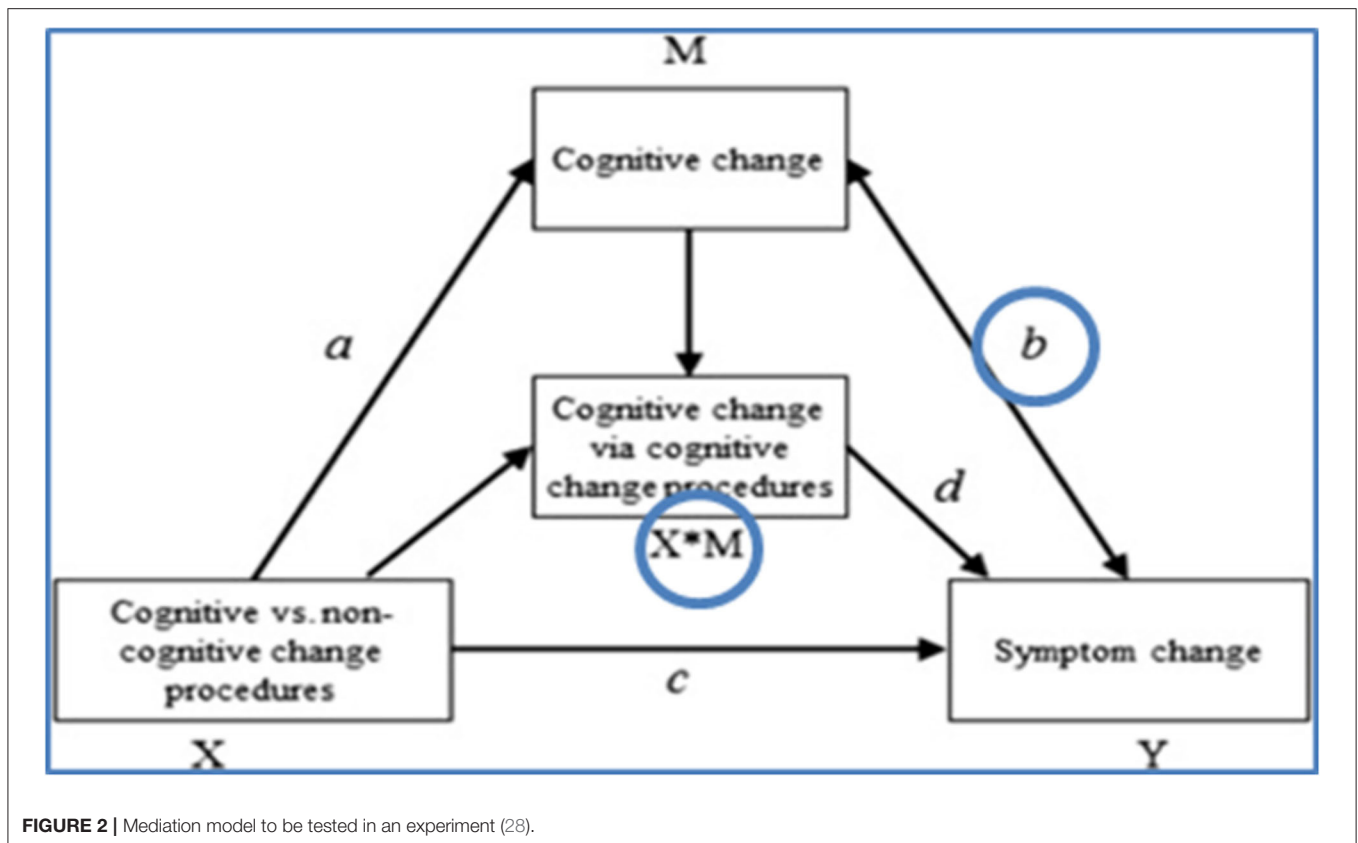 M
Cognitive change
a
b
Cognitive change
via cognitive
change procedures
d
X*M
Cognitive vs. non-
cognitive change
procedures
c
Symptom change
X
Y
FIGURE 2 | Mediation model to be tested in an experiment (28).